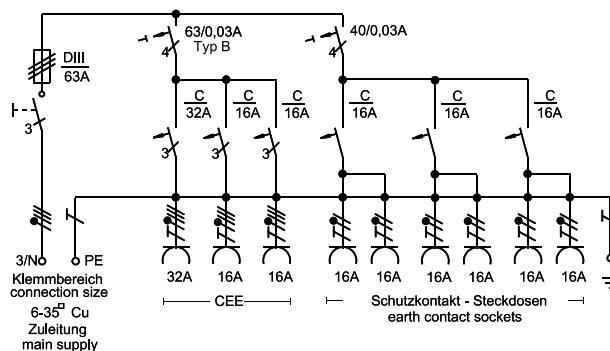 63/0,03A
Typ B
4
40/0,03A
4
DIII
63A
3
C
32A
C
16A
C
16A
C
16A
C
16A
C
16A
3
3
3
3/N
PE
32A
16A
16A
16A
16A
16A
16A
16A
16A
Klemmbereich
connection size
6-35□ Cu
Zuleitung
main supply
CEE
Schutzkontakt - Steckdosen
earth contact sockets